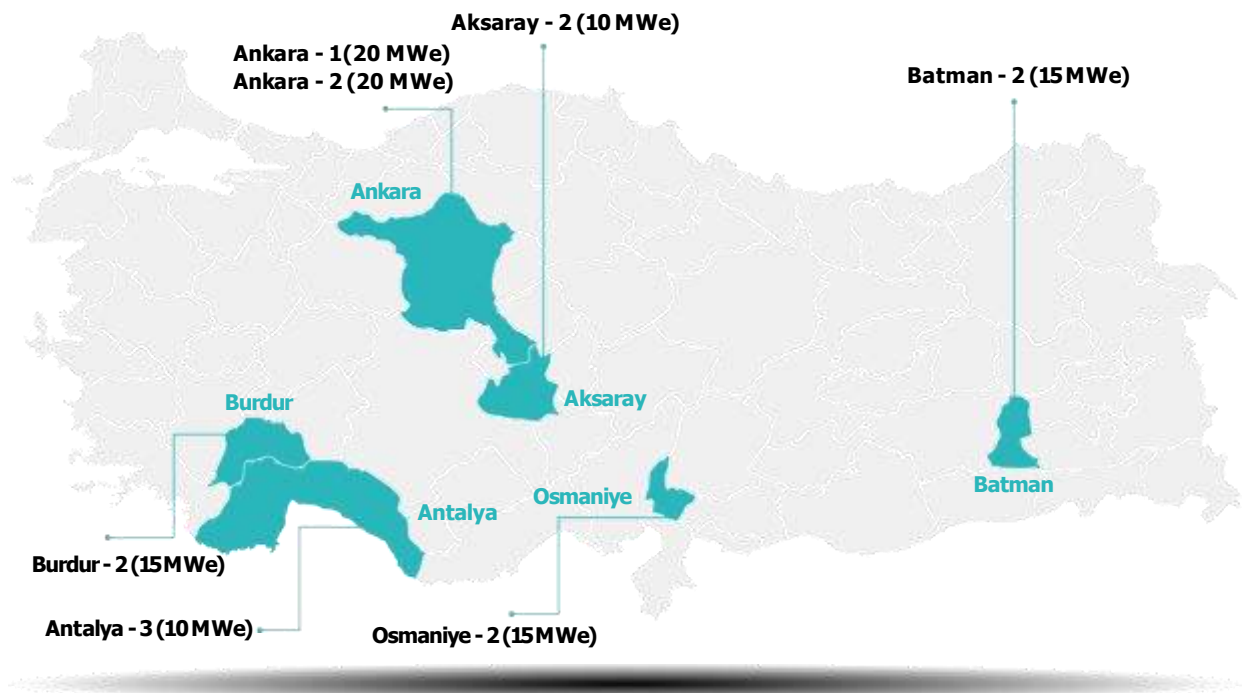 Aksaray - 2 (10 MWe)
Ankara - 1 (20 MWe)
Ankara - 2 (20 MWe)
Batman - 2 (15 MWe)
Ankara
Burdur
Aksaray
Osmaniye
Antalya
Batman
Burdur - 2 (15 MWe)
Antalya - 3 (10 MWe)
Osmaniye - 2 (15 MWe)